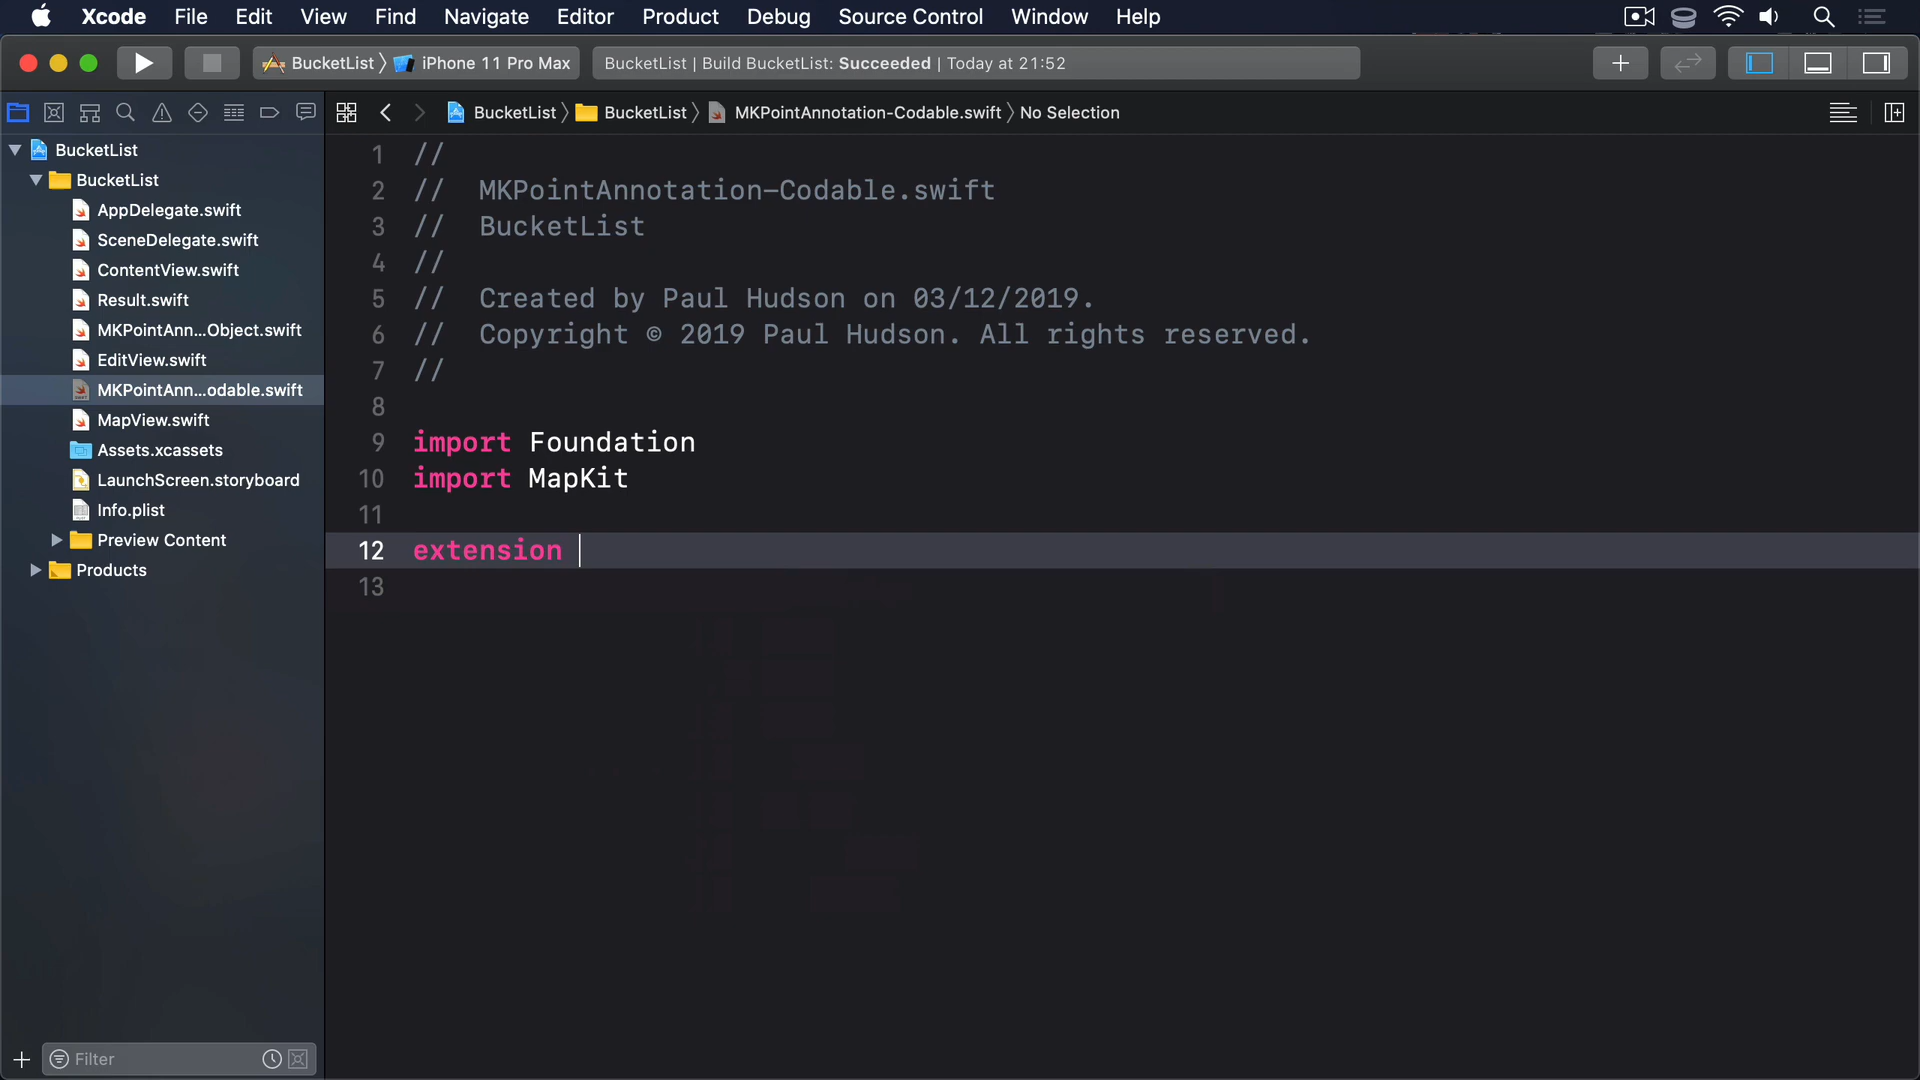 Xcode File Edit View Find Navigate Editor Product Debug Source Control Window Help
BucketList iPhone 11 Pro Max BucketList | Build BucketList: Succeeded | Today at 21:52
BucketList BucketList MKPointAnnotation-Codable.swift No Selection
BucketList
BucketList
AppDelegate.swift
SceneDelegate.swift
ContentView.swift
Result.swift
MKPointAnn...Object.swift
EditView.swift
MKPointAnn...odable.swift
MapView.swift
Assets.xcassets
LaunchScreen.storyboard
Info.plist
Preview Content
Products
Filter
1 //
2 // MKPointAnnotation-Codable.swift
3 // BucketList
4 //
5 // Created by Paul Hudson on 03/12/2019.
6 // Copyright © 2019 Paul Hudson. All rights reserved.
7 //
8
9 import Foundation
10 import MapKit
11
12 extension
13